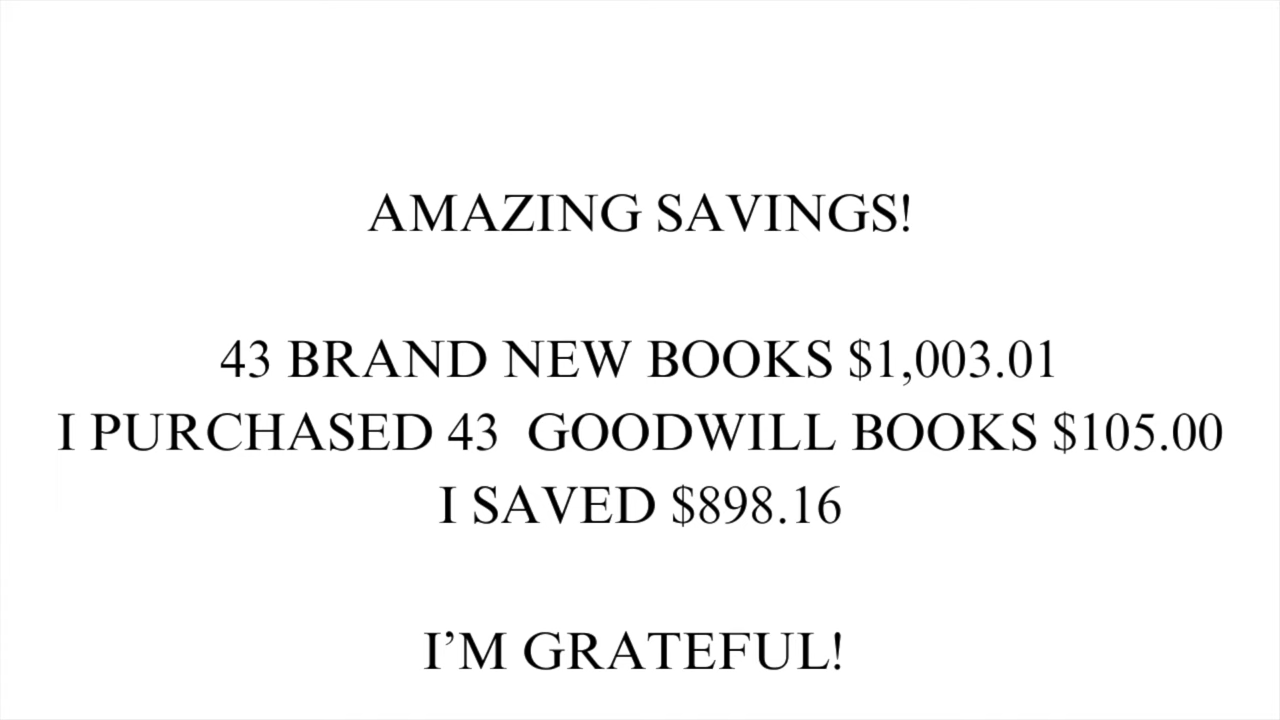 AMAZING SAVINGS!
43 BRAND NEW BOOKS $1,003.01
I PURCHASED 43  GOODWILL BOOKS $105.00
I SAVED $898.16
I’M GRATEFUL!